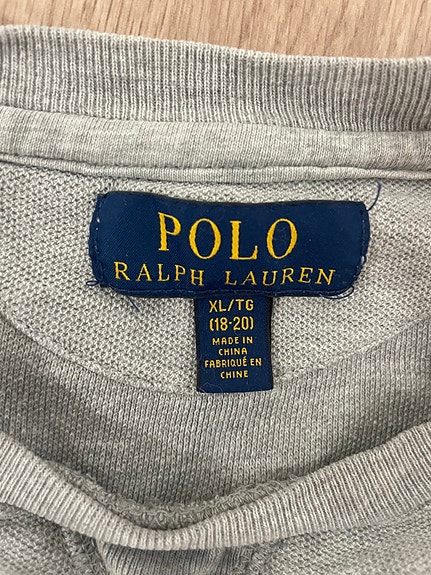 POLO
RALPH LAUREN
XL/TG
(18-20)
MADE IN
CHINA
FABRIQUÉ EN
CHINE